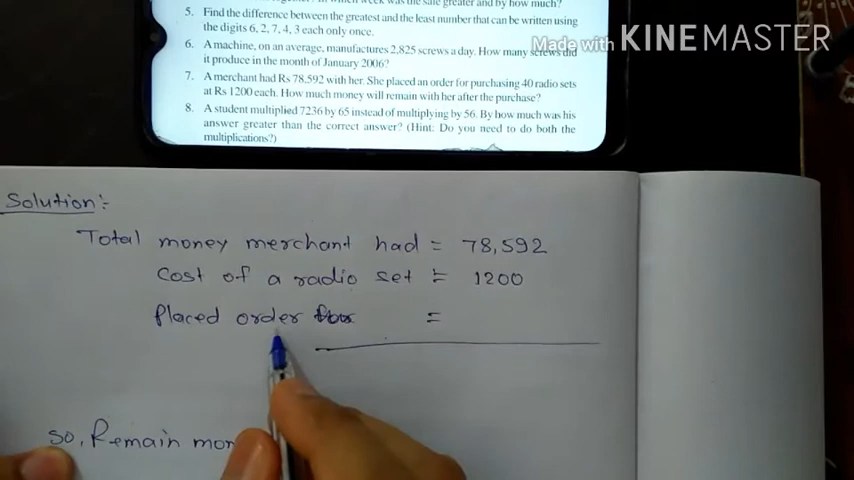 5. Find the difference between the greatest and the least number that can be written using
the digits 6, 2, 7, 4, 3 each only once.
6. A machine, on an average, manufactures 2,825 screws a day. How many screws did
it produce in the month of January 2006?
Made with KINEMASTER
7. A merchant had Rs 78,592 with her. She placed an order for purchasing 40 radio sets
at Rs 1200 each. How much money will remain with her after the purchase?
8. A student multiplied 7236 by 65 instead of multiplying by 56. By how much was his
answer greater than the correct answer? (Hint: Do you need to do both the
multiplications?)
Solution:-
Total money merchant had = 78,592
Cost of a radio set = 1200
Placed order =
So, Remain mon